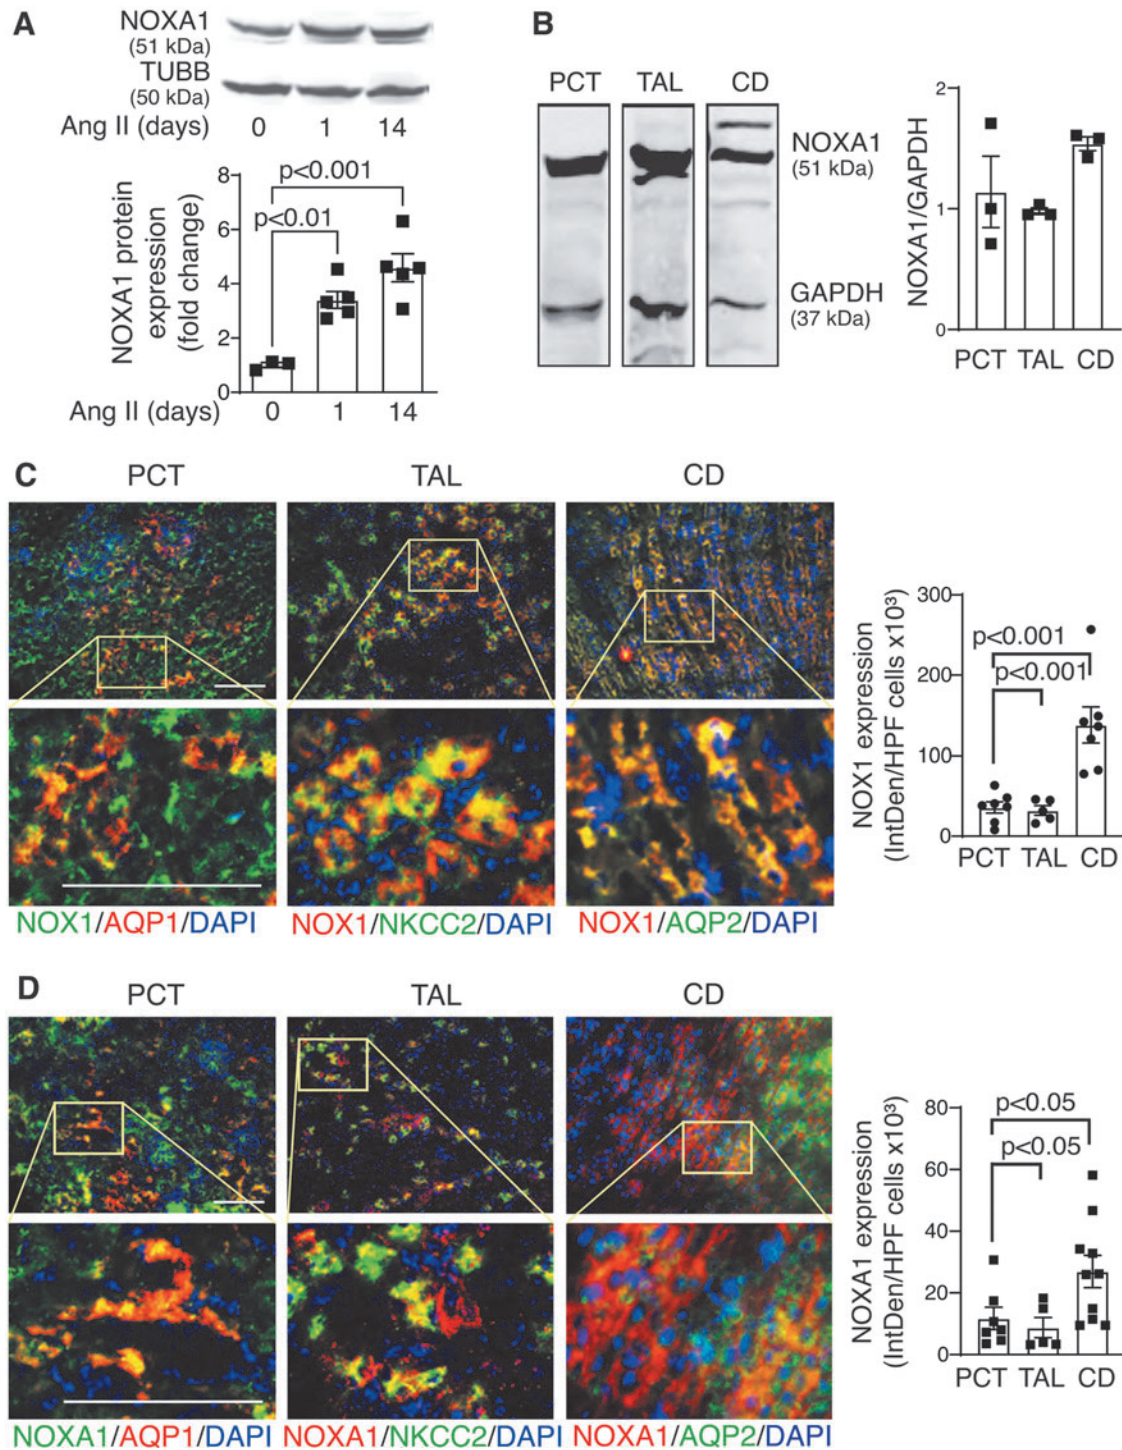 A
NOXA1
(51 kDa)
TUBB
(50 kDa)
Ang II (days) 0 1 14
NOXA1 protein
expression
(fold change)
8
6
4
2
0
p<0.001
p<0.01
Ang II (days) 0 1 14
B
PCT TAL CD
NOXA1
(51 kDa)
GAPDH
(37 kDa)
NOXA1/GAPDH
2
1
0
PCT TAL CD
C
PCT TAL CD
NOX1/AQP1/DAPI NOX1/NKCC2/DAPI NOX1/AQP2/DAPI
NOX1 expression
(IntDen/HPF cells x10³)
300
200
100
0
p<0.001
p<0.001
PCT TAL CD
D
PCT TAL CD
NOXA1/AQP1/DAPI NOXA1/NKCC2/DAPI NOXA1/AQP2/DAPI
NOXA1 expression
(IntDen/HPF cells x10³)
80
60
40
20
0
p<0.05
p<0.05
PCT TAL CD